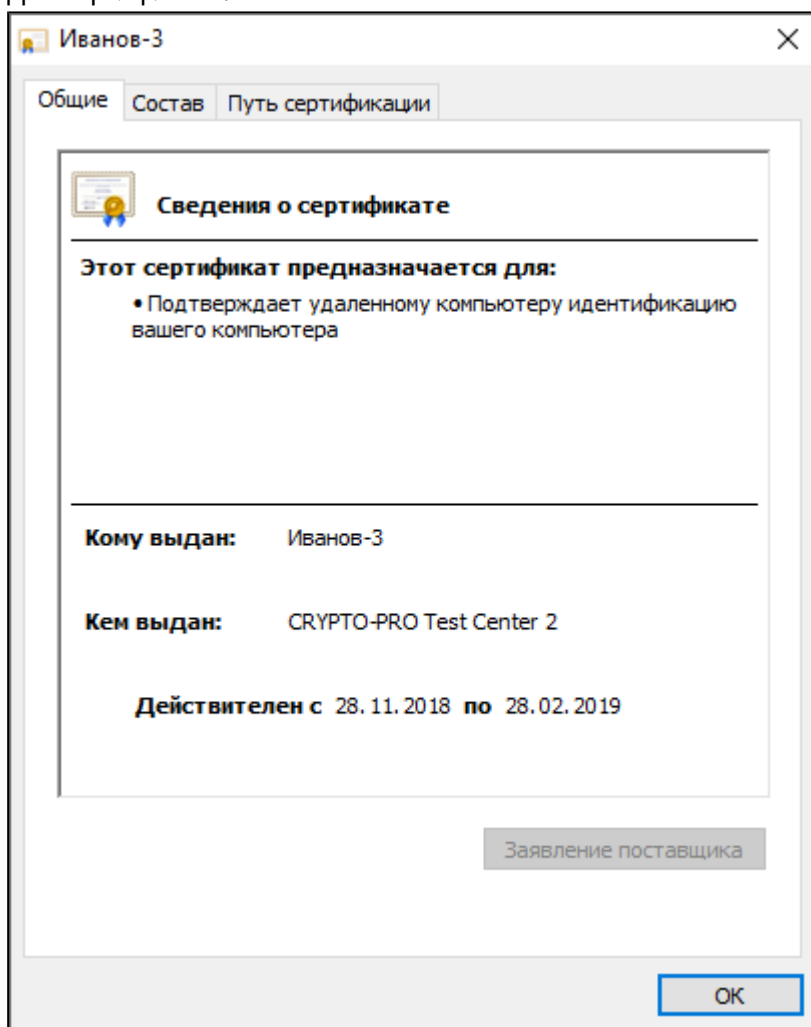 Иванов-3
Общие Состав Путь сертификации
Сведения о сертификате
Этот сертификат предназначается для:
• Подтверждает удаленному компьютеру идентификацию
вашего компьютера
Кому выдан: Иванов-3
Кем выдан: CRYPTO-PRO Test Center 2
Действителен с 28.11.2018 по 28.02.2019
Заявление поставщика
ОК